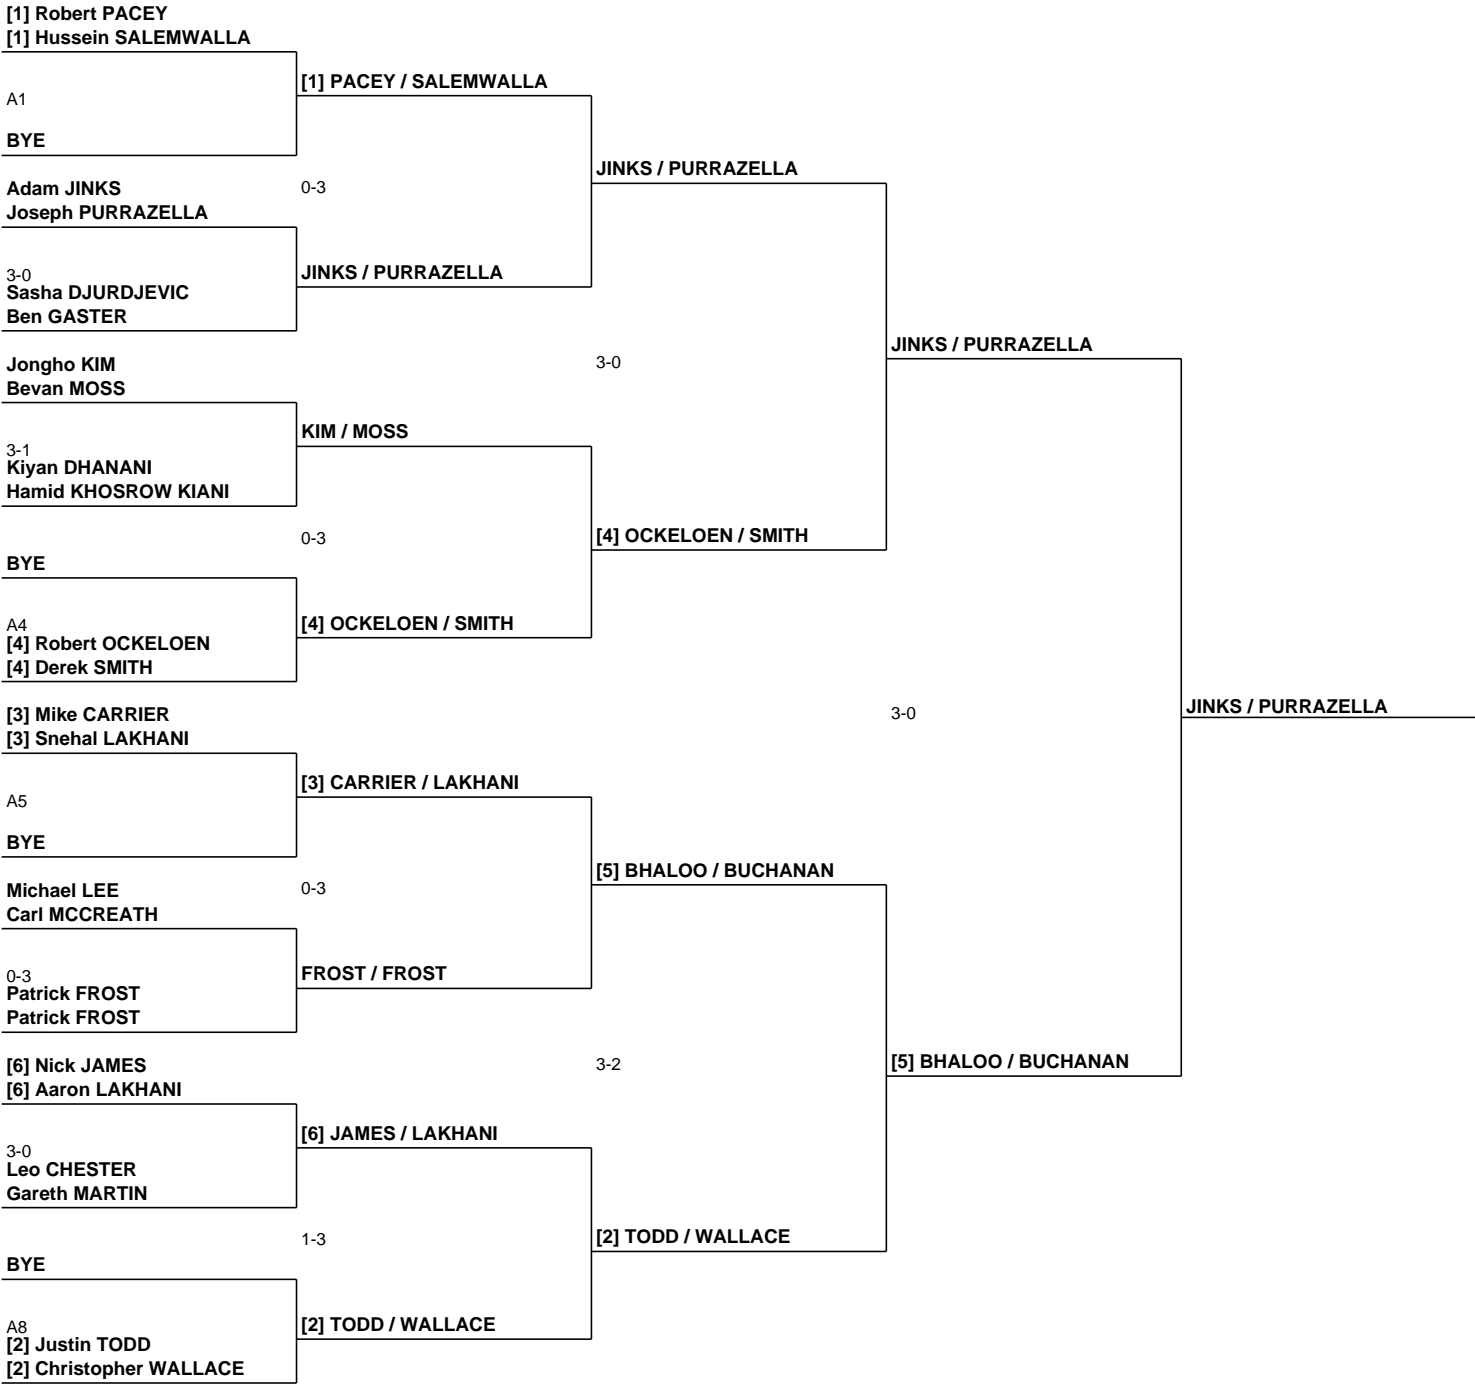 [1] Robert PACEY
[1] Hussein SALEMWALLA
[1] PACEY / SALEMWALLA
A1
BYE
JINKS / PURRAZELLA
Adam JINKS
0-3
Joseph PURRAZELLA
3-0
JINKS / PURRAZELLA
Sasha DJURDJEVIC
Ben GASTER
JINKS / PURRAZELLA
Jongho KIM
3-0
Bevan MOSS
KIM / MOSS
3-1
Kiyan DHANANI
Hamid KHOSROW KIANI
0-3
[4] OCKELOEN / SMITH
BYE
A4
[4] OCKELOEN / SMITH
[4] Robert OCKELOEN
[4] Derek SMITH
JINKS / PURRAZELLA
[3] Mike CARRIER
3-0
[3] Snehal LAKHANI
[3] CARRIER / LAKHANI
A5
BYE
[5] BHALOO / BUCHANAN
Michael LEE
0-3
Carl MCCREATH
0-3
FROST / FROST
Patrick FROST
Patrick FROST
[5] BHALOO / BUCHANAN
[6] Nick JAMES
3-2
[6] Aaron LAKHANI
[6] JAMES / LAKHANI
3-0
Leo CHESTER
Gareth MARTIN
1-3
[2] TODD / WALLACE
BYE
A8
[2] TODD / WALLACE
[2] Justin TODD
[2] Christopher WALLACE